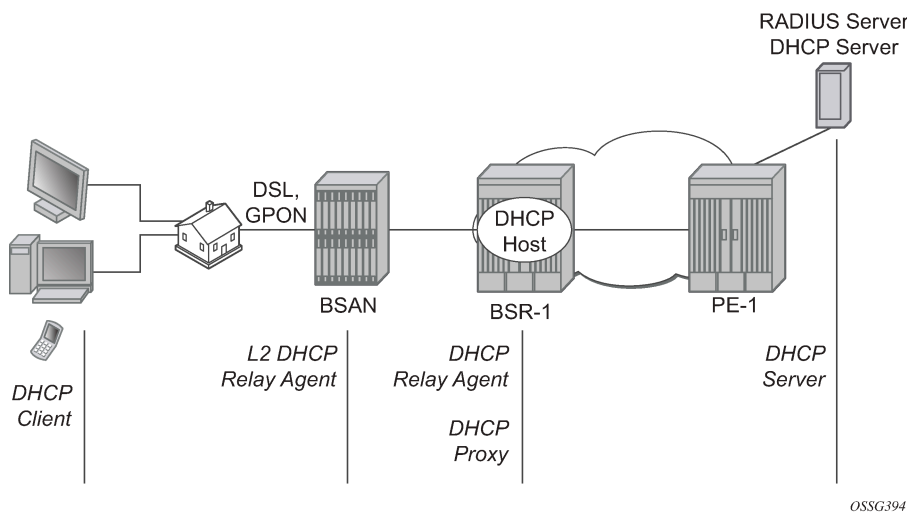 RADIUS Server
DHCP Server
DSL,
GPON
DHCP
Host
BSAN
BSR-1
PE-1
DHCP
Client
L2 DHCP
Relay Agent
DHCP
Relay Agent
DHCP
Proxy
DHCP
Server
OSSG394